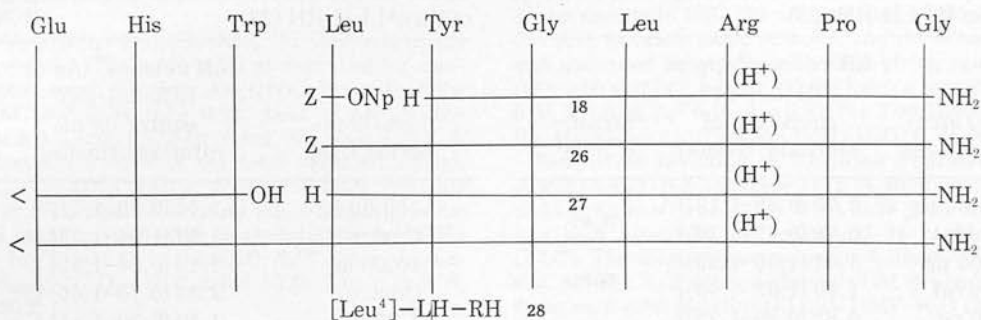 Glu His Trp Leu Tyr Gly Leu Arg Pro Gly
(H⁺)
Z ONp H 18 NH₂
(H⁺)
Z 26 NH₂
(H⁺)
< OH H 27 NH₂
(H⁺)
< NH₂
[Leu⁴]–LH–RH 28